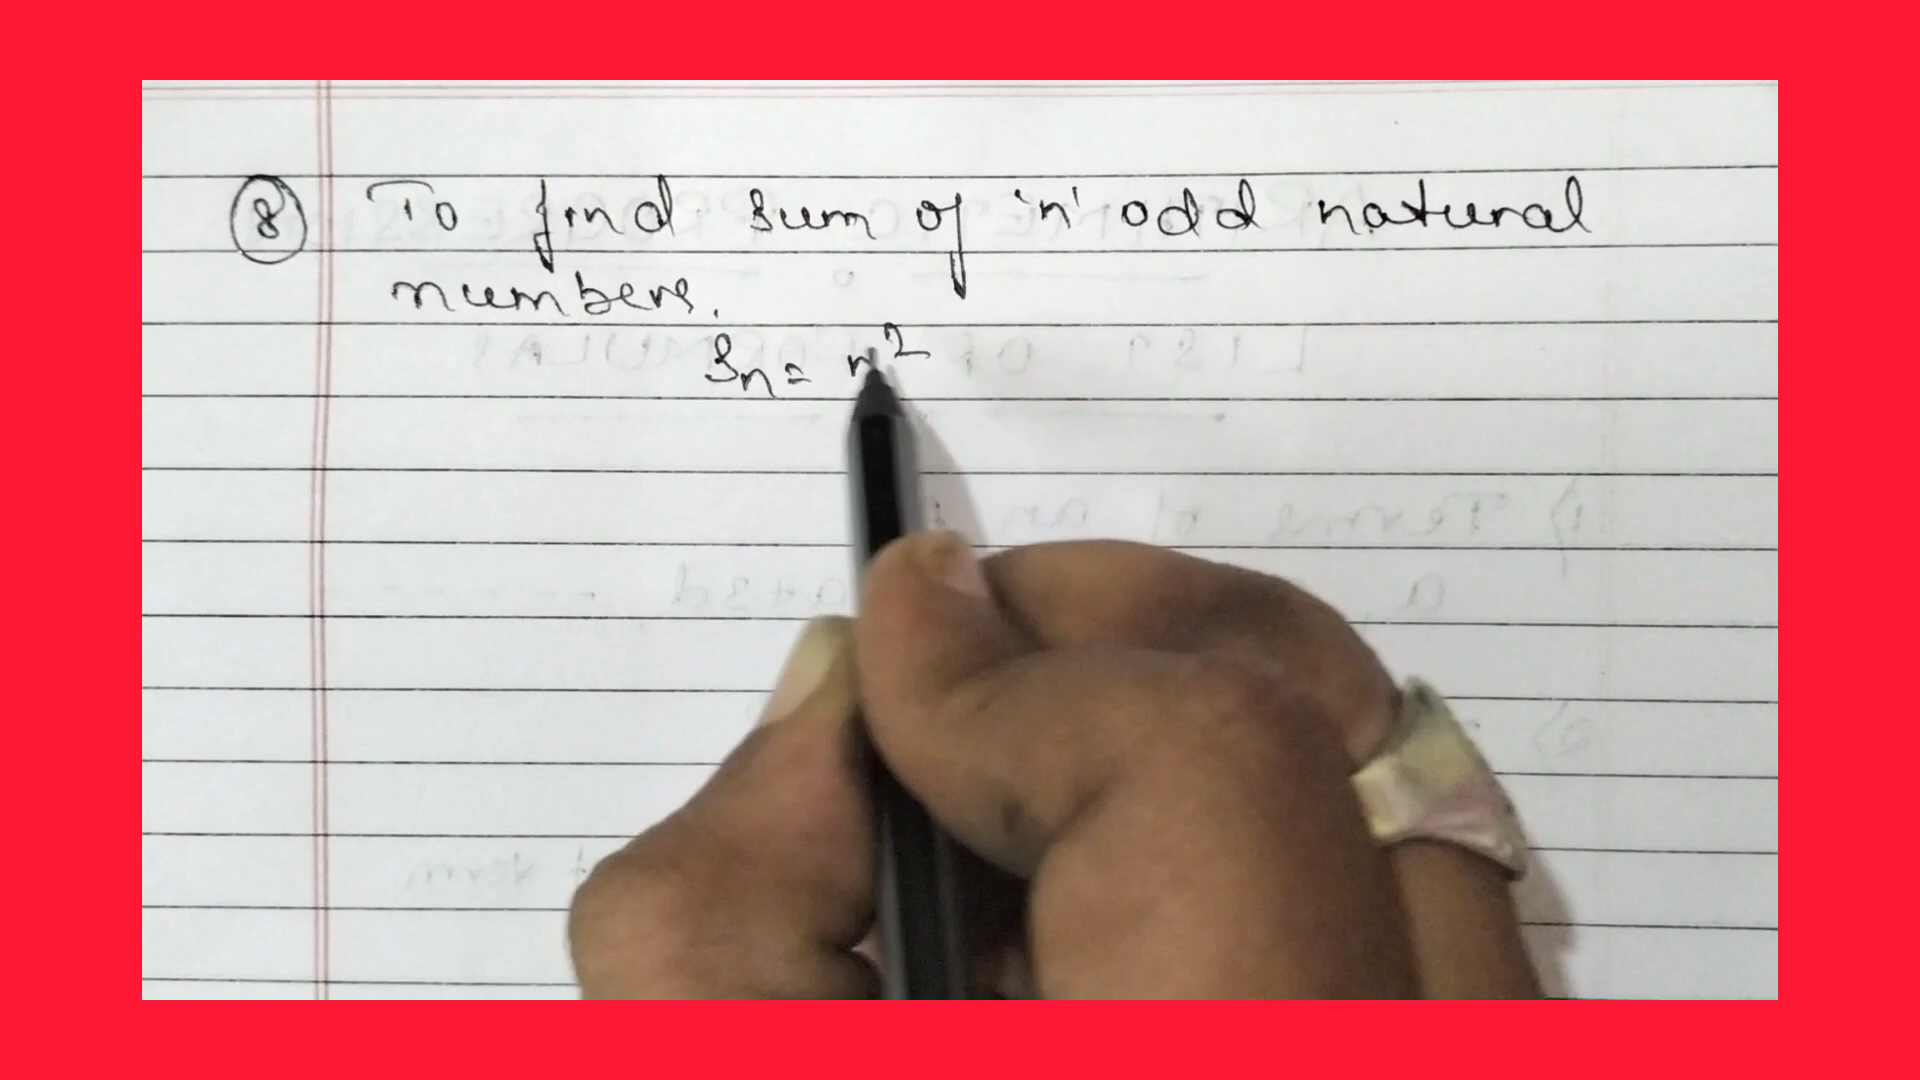 8 To find sum of 'n' odd natural
numbers.
Sn = n²